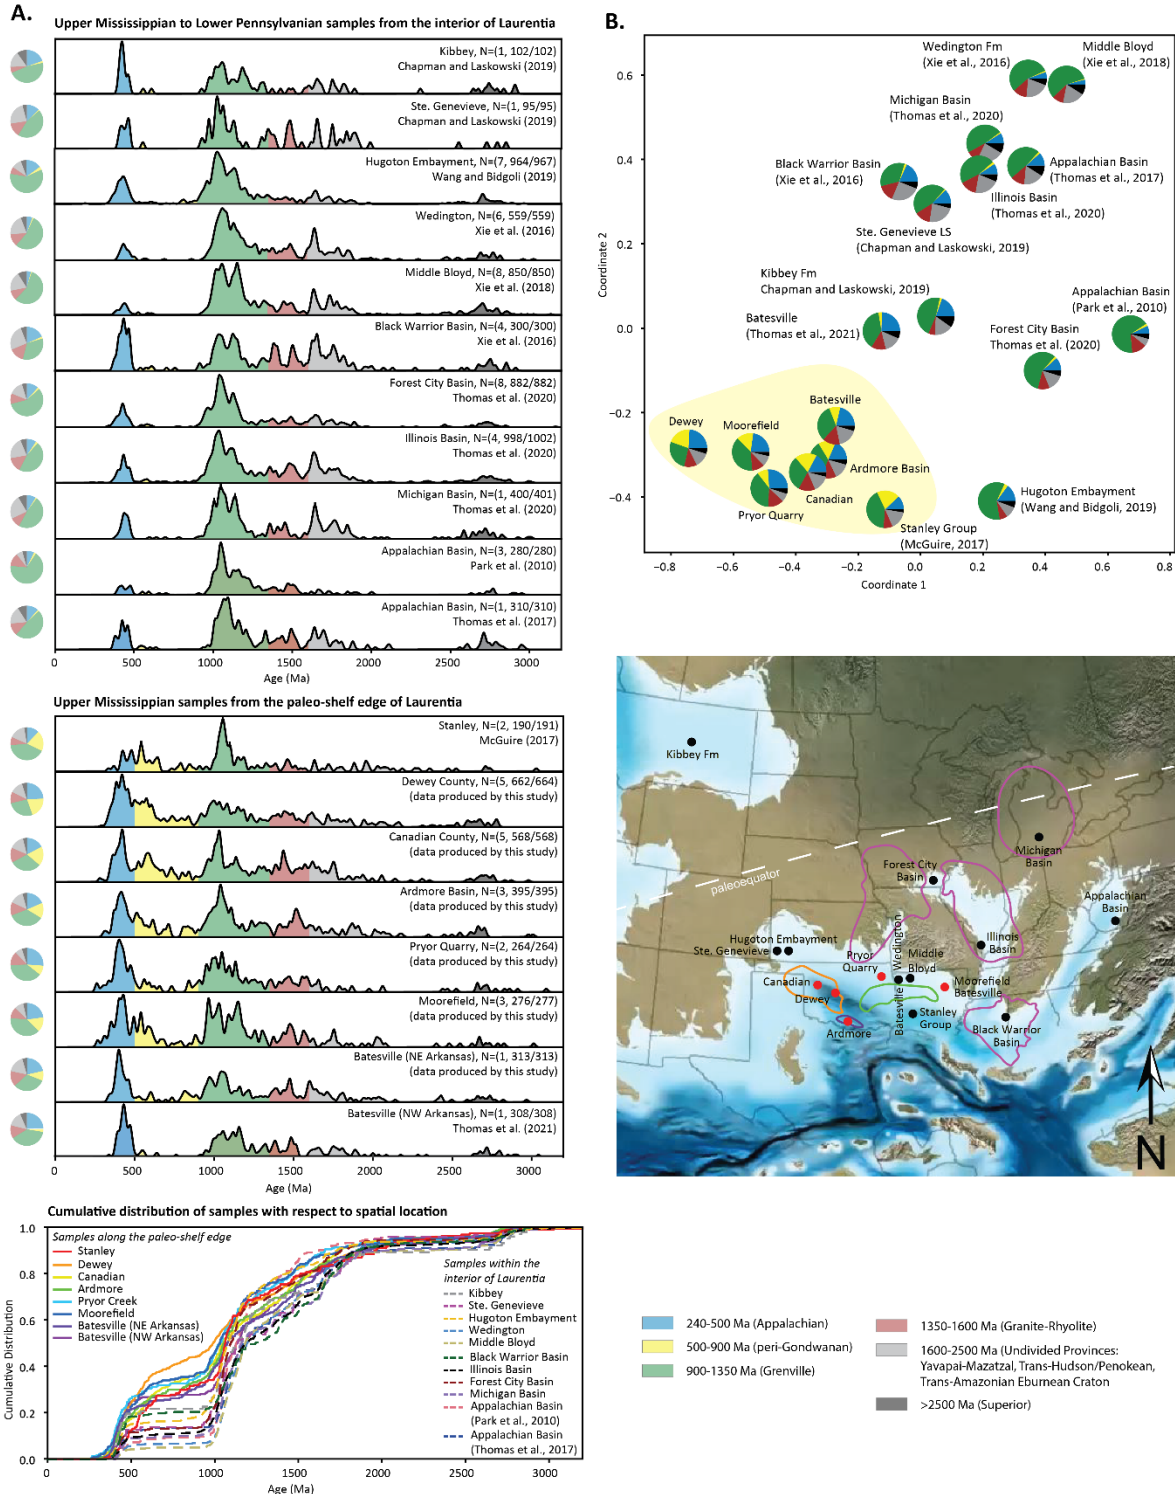 A.
Upper Mississippian to Lower Pennsylvanian samples from the interior of Laurentia
Kibbey, N=(1, 102/102)
Chapman and Laskowski (2019)
Ste. Genevieve, N=(1, 95/95)
Chapman and Laskowski (2019)
Hugoton Embayment, N=(7, 964/967)
Wang and Bidgoli (2019)
Wedington, N=(6, 559/559)
Xie et al. (2016)
Middle Bloyd, N=(8, 850/850)
Xie et al. (2018)
Black Warrior Basin, N=(4, 300/300)
Xie et al. (2016)
Forest City Basin, N=(8, 882/882)
Thomas et al. (2020)
Illinois Basin, N=(4, 998/1002)
Thomas et al. (2020)
Michigan Basin, N=(1, 400/401)
Thomas et al. (2020)
Appalachian Basin, N=(3, 280/280)
Park et al. (2010)
Appalachian Basin, N=(1, 310/310)
Thomas et al. (2017)
0 500 1000 1500 2000 2500 3000
Age (Ma)
Upper Mississippian samples from the paleo-shelf edge of Laurentia
Stanley, N=(2, 190/191)
McGuire (2017)
Dewey County, N=(5, 662/664)
(data produced by this study)
Canadian County, N=(5, 568/568)
(data produced by this study)
Ardmore Basin, N=(3, 395/395)
(data produced by this study)
Pryor Quarry, N=(2, 264/264)
(data produced by this study)
Moorefield, N=(3, 276/277)
(data produced by this study)
Batesville (NE Arkansas), N=(1, 313/313)
(data produced by this study)
Batesville (NW Arkansas), N=(1, 308/308)
Thomas et al. (2021)
0 500 1000 1500 2000 2500 3000
Age (Ma)
Cumulative distribution of samples with respect to spatial location
Cumulative Distribution
1.0
0.8
0.6
0.4
0.2
0.0
Samples along the paleo-shelf edge
Stanley
Dewey
Canadian
Ardmore
Pryor Creek
Moorefield
Batesville (NE Arkansas)
Batesville (NW Arkansas)
Samples within the
interior of Laurentia
Kibbey
Ste. Genevieve
Hugoton Embayment
Wedington
Middle Bloyd
Black Warrior Basin
Illinois Basin
Forest City Basin
Michigan Basin
Appalachian Basin
(Park et al., 2010)
Appalachian Basin
(Thomas et al., 2017)
0 500 1000 1500 2000 2500 3000
Age (Ma)
B.
Coordinate 2
0.6
0.4
0.2
0.0
−0.2
−0.4
Wedington Fm
(Xie et al., 2016)
Middle Bloyd
(Xie et al., 2018)
Michigan Basin
(Thomas et al., 2020)
Black Warrior Basin
(Xie et al., 2016)
Appalachian Basin
(Thomas et al., 2017)
Illinois Basin
(Thomas et al., 2020)
Ste. Genevieve LS
(Chapman and Laskowski, 2019)
Kibbey Fm
Chapman and Laskowski, 2019)
Appalachian Basin
(Park et al., 2010)
Batesville
(Thomas et al., 2021)
Forest City Basin
Thomas et al. (2020)
Batesville
Dewey
Moorefield
Ardmore Basin
Canadian
Pryor Quarry
Stanley Group
(McGuire, 2017)
Hugoton Embayment
(Wang and Bidgoli, 2019)
−0.8 −0.6 −0.4 −0.2 0.0 0.2 0.4 0.6 0.8
Coordinate 1
Kibbey Fm
Michigan
Basin
paleoequator
Forest City
Basin
Appalachian
Basin
Hugoton Embayment
Ste. Genevieve
Pryor
Quarry
Wedington
Middle
Bloyd
Illinois
Basin
Canadian
Dewey
Batesville
Moorefield
Batesville
Stanley
Group
Ardmore
Black Warrior
Basin
N
240-500 Ma (Appalachian)
500-900 Ma (peri-Gondwanan)
900-1350 Ma (Grenville)
1350-1600 Ma (Granite-Rhyolite)
1600-2500 Ma (Undivided Provinces:
Yavapai-Mazatzal, Trans-Hudson/Penokean,
Trans-Amazonian Eburnean Craton
>2500 Ma (Superior)